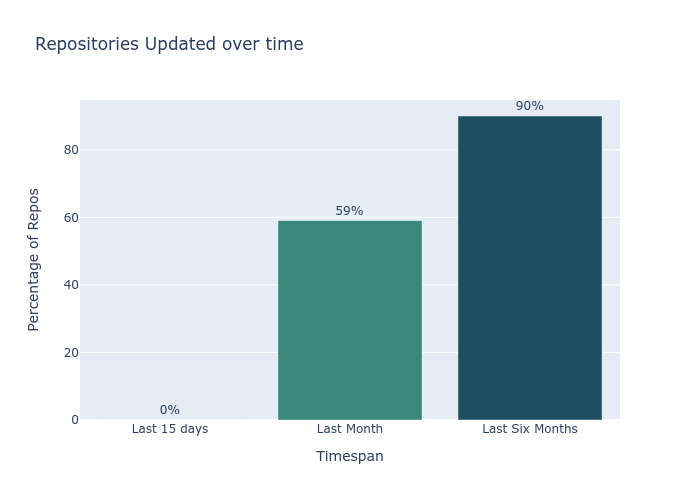 Repositories Updated over time
90%
80
59%
60
Percentage of Repos
40
20
0%
0
Last 15 days
Last Month
Last Six Months
Timespan